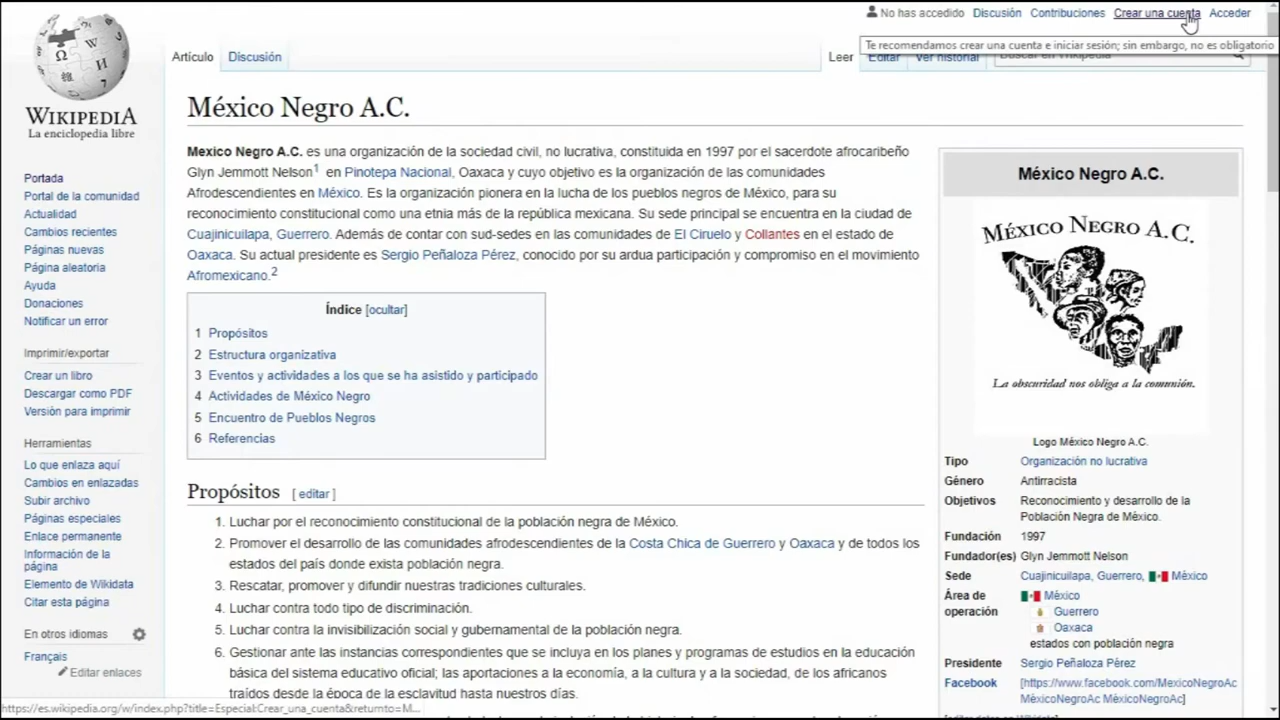 No has accedido Discusión Contribuciones Crear una cuenta Acceder
Te recomendamos crear una cuenta e iniciar sesión; sin embargo, no es obligatorio
Artículo Discusión Leer Editar Ver historial Buscar en Wikipedia
WIKIPEDIA
La enciclopedia libre
Portada
Portal de la comunidad
Actualidad
Cambios recientes
Páginas nuevas
Página aleatoria
Ayuda
Donaciones
Notificar un error
Imprimir/exportar
Crear un libro
Descargar como PDF
Versión para imprimir
Herramientas
Lo que enlaza aquí
Cambios en enlazadas
Subir archivo
Páginas especiales
Enlace permanente
Información de la
página
Elemento de Wikidata
Citar esta página
En otros idiomas
Français
Editar enlaces
México Negro A.C.
Mexico Negro A.C. es una organización de la sociedad civil, no lucrativa, constituida en 1997 por el sacerdote afrocaribeño
Glyn Jemmott Nelson1 en Pinotepa Nacional, Oaxaca y cuyo objetivo es la organización de las comunidades
Afrodescendientes en México. Es la organización pionera en la lucha de los pueblos negros de México, para su
reconocimiento constitucional como una etnia más de la república mexicana. Su sede principal se encuentra en la ciudad de
Cuajinicuilapa, Guerrero. Además de contar con sud-sedes en las comunidades de El Ciruelo y Collantes en el estado de
Oaxaca. Su actual presidente es Sergio Peñaloza Pérez, conocido por su ardua participación y compromiso en el movimiento
Afromexicano.2
Índice [ocultar]
1 Propósitos
2 Estructura organizativa
3 Eventos y actividades a los que se ha asistido y participado
4 Actividades de México Negro
5 Encuentro de Pueblos Negros
6 Referencias
Propósitos [ editar ]
1. Luchar por el reconocimiento constitucional de la población negra de México.
2. Promover el desarrollo de las comunidades afrodescendientes de la Costa Chica de Guerrero y Oaxaca y de todos los
estados del país donde exista población negra.
3. Rescatar, promover y difundir nuestras tradiciones culturales.
4. Luchar contra todo tipo de discriminación.
5. Luchar contra la invisibilización social y gubernamental de la población negra.
6. Gestionar ante las instancias correspondientes que se incluya en los planes y programas de estudios en la educación
básica del sistema educativo oficial; las aportaciones a la economía, a la cultura y a la sociedad, de los africanos
traídos desde la época de la esclavitud hasta nuestros días.
México Negro A.C.
MÉXICO NEGRO A.C.
La obscuridad nos obliga a la comunión.
Logo México Negro A.C.
Tipo Organización no lucrativa
Género Antirracista
Objetivos Reconocimiento y desarrollo de la
Población Negra de México.
Fundación 1997
Fundador(es) Glyn Jemmott Nelson
Sede Cuajinicuilapa, Guerrero, México
Área de México
operación Guerrero
Oaxaca
estados con población negra
Presidente Sergio Peñaloza Pérez
Facebook [https://www.facebook.com/MexicoNegroAc
MéxicoNegroAc MéxicoNegroAc]
https://es.wikipedia.org/w/index.php?title=Especial:Crear_una_cuenta&returnto=M...